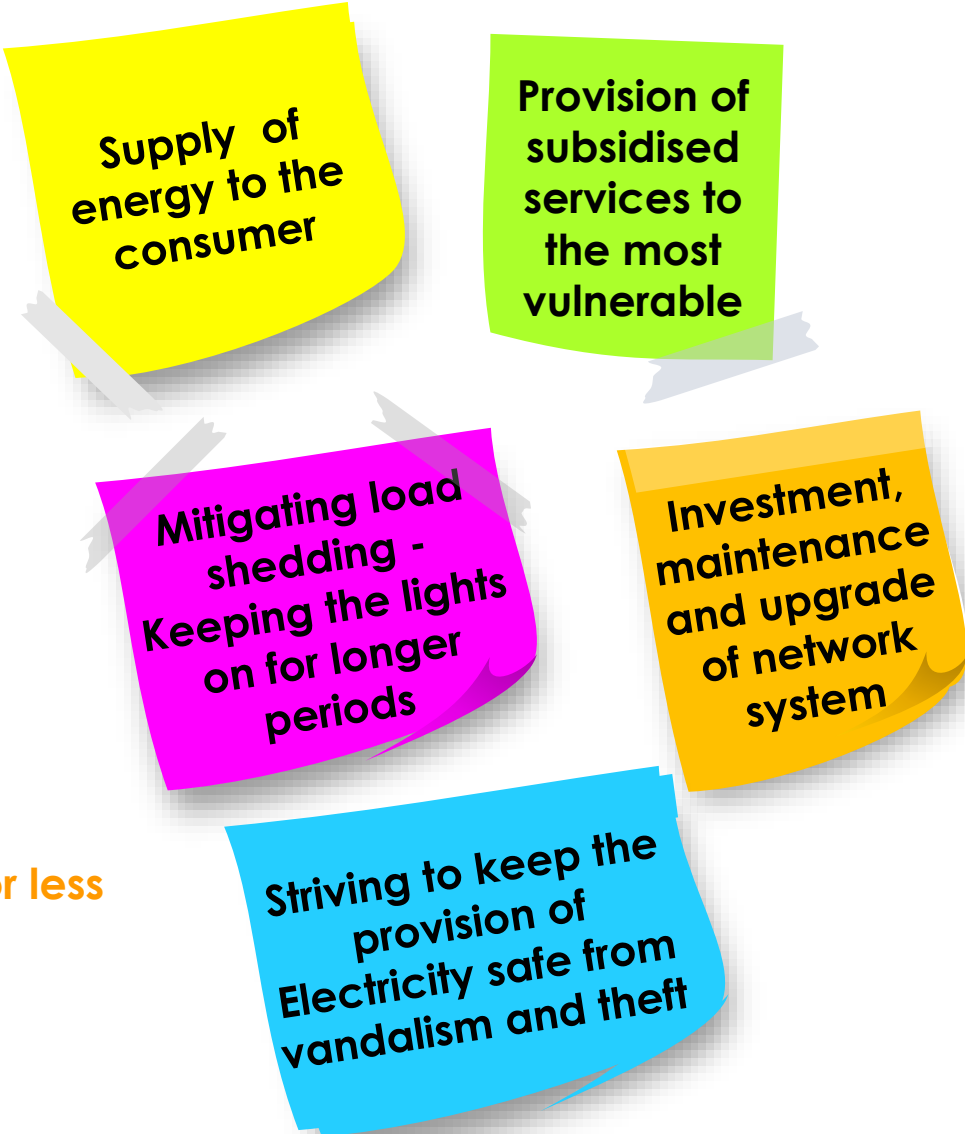 Supply of
energy to the
consumer
Provision of
subsidised
services to
the most
vulnerable
Mitigating load
shedding -
Keeping the lights
on for longer
periods
Investment,
maintenance
and upgrade
of network
system
less
Striving to keep the
provision of
Electricity safe from
vandalism and theft